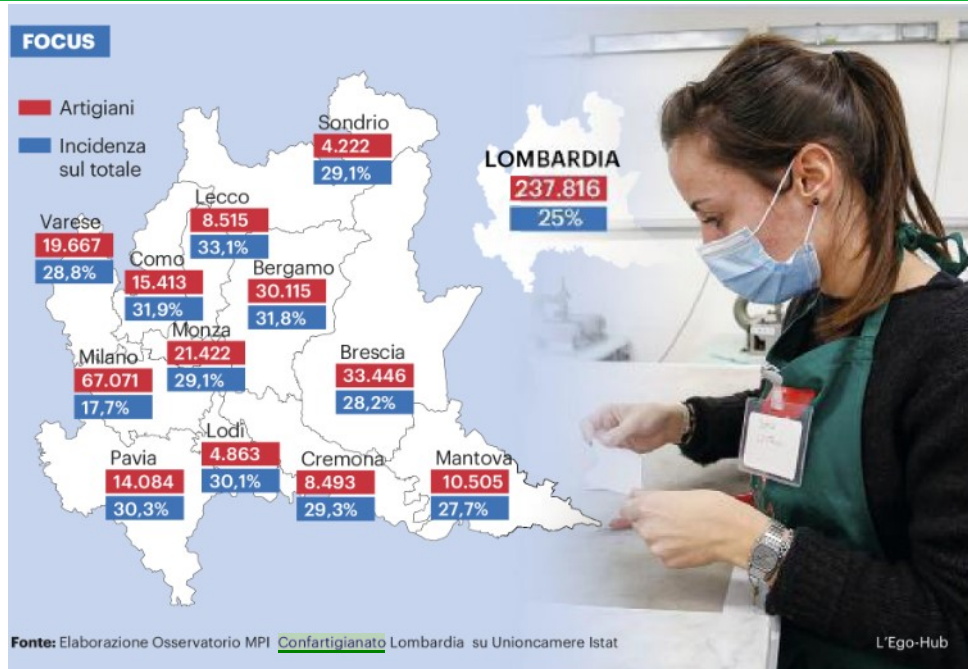 FOCUS
Artigiani
Incidenza
sul totale
Sondrio
4.222
29,1%
LOMBARDIA
237.816
25%
Lecco
8.515
33,1%
Varese
19.667
28,8%
Como
15.413
31,9%
Bergamo
30.115
31,8%
Monza
21.422
29,1%
Milano
67.071
17,7%
Brescia
33.446
28,2%
Lodi
4.863
30,1%
Pavia
14.084
30,3%
Cremona
8.493
29,3%
Mantova
10.505
27,7%
Fonte: Elaborazione Osservatorio MPI Confartigianato Lombardia su Unioncamere Istat
L'Ego-Hub